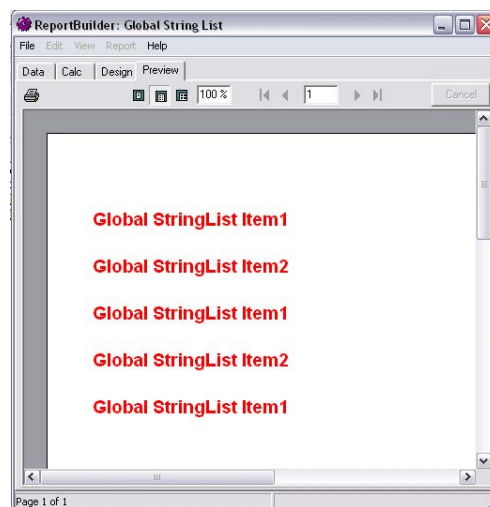 ReportBuilder: Global String List
File Edit View Report Help
Data Calc Design Preview
100 % 1 Cancel
Global StringList Item1
Global StringList Item2
Global StringList Item1
Global StringList Item2
Global StringList Item1
Page 1 of 1